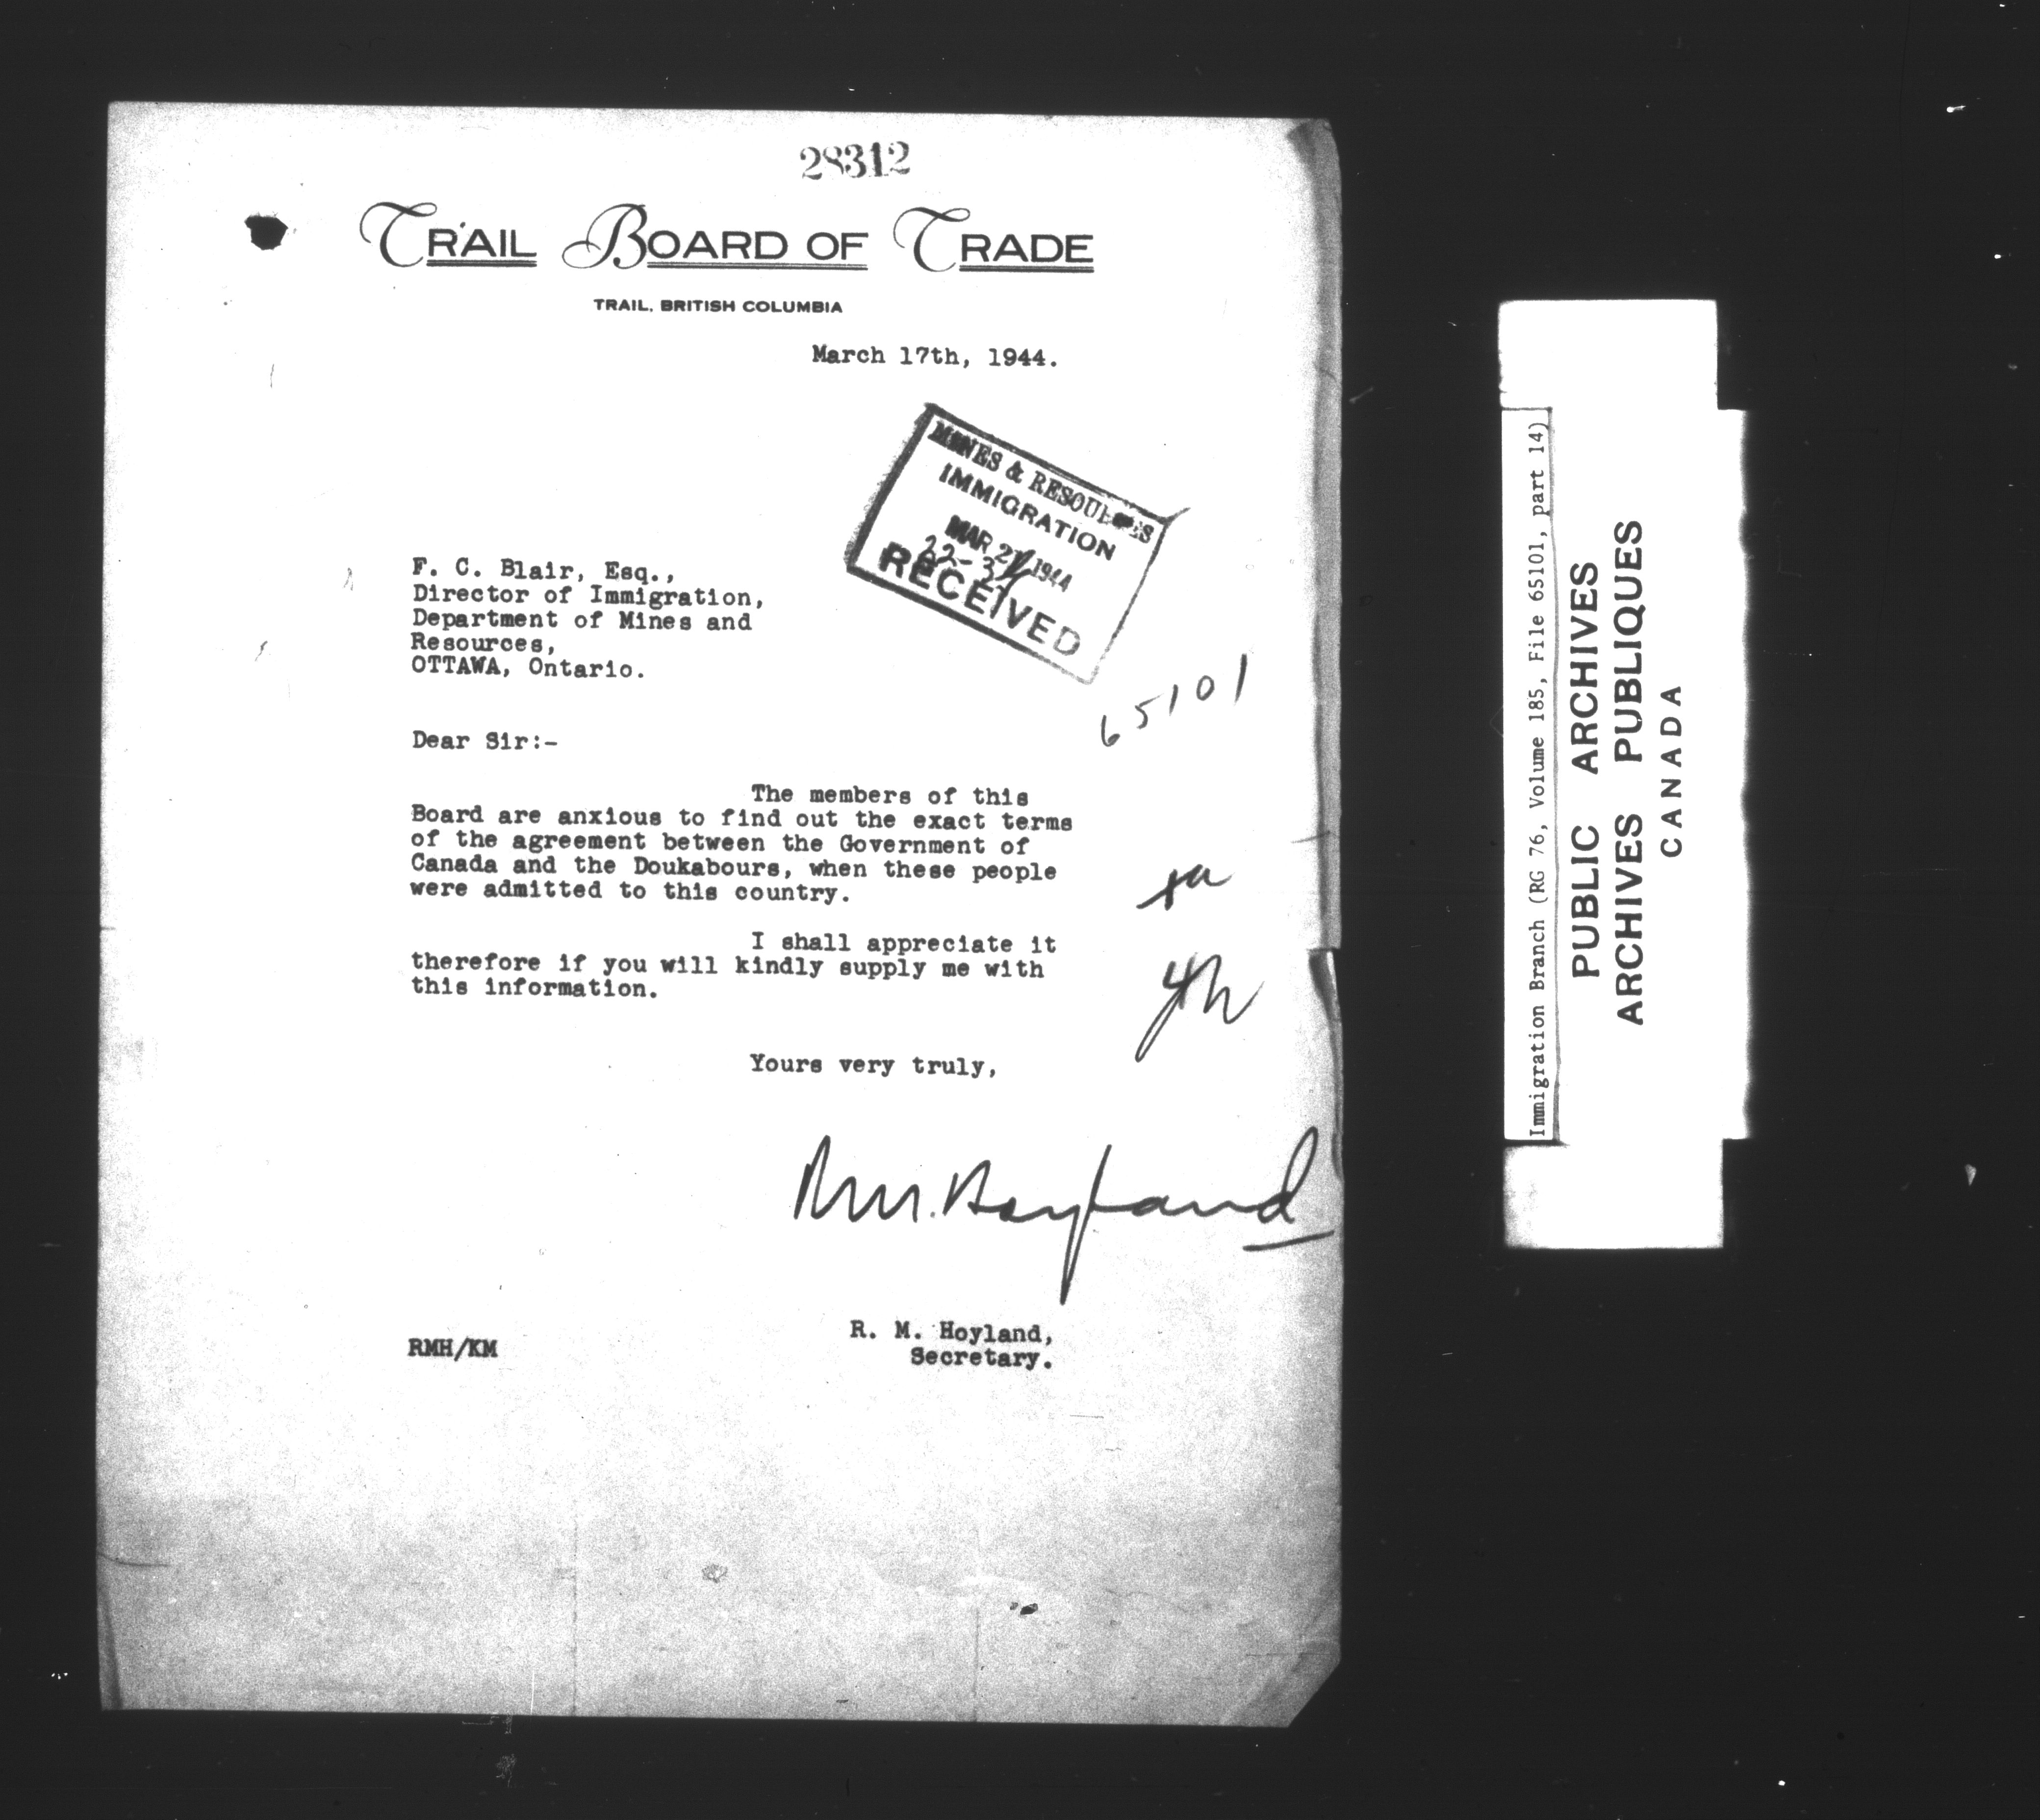 28312
TRAIL BOARD OF TRADE
TRAIL, BRITISH COLUMBIA
March 17th, 1944.
MINES & RESOURCES
IMMIGRATION
MAR 2 1944
22-3
RECEIVED
F. C. Blair, Esq.,
Director of Immigration,
Department of Mines and
Resources,
OTTAWA, Ontario.
65101
Dear Sir:-
The members of this
Board are anxious to find out the exact terms
of the agreement between the Government of
Canada and the Doukabours, when these people
were admitted to this country.
I shall appreciate it
therefore if you will kindly supply me with
this information.
Yours very truly,
R.M. Hoyland
R. M. Hoyland,
Secretary.
RMH/KM
Immigration Branch (RG 76, Volume 185, File 65101, part 14)
PUBLIC ARCHIVES
ARCHIVES PUBLIQUES
CANADA